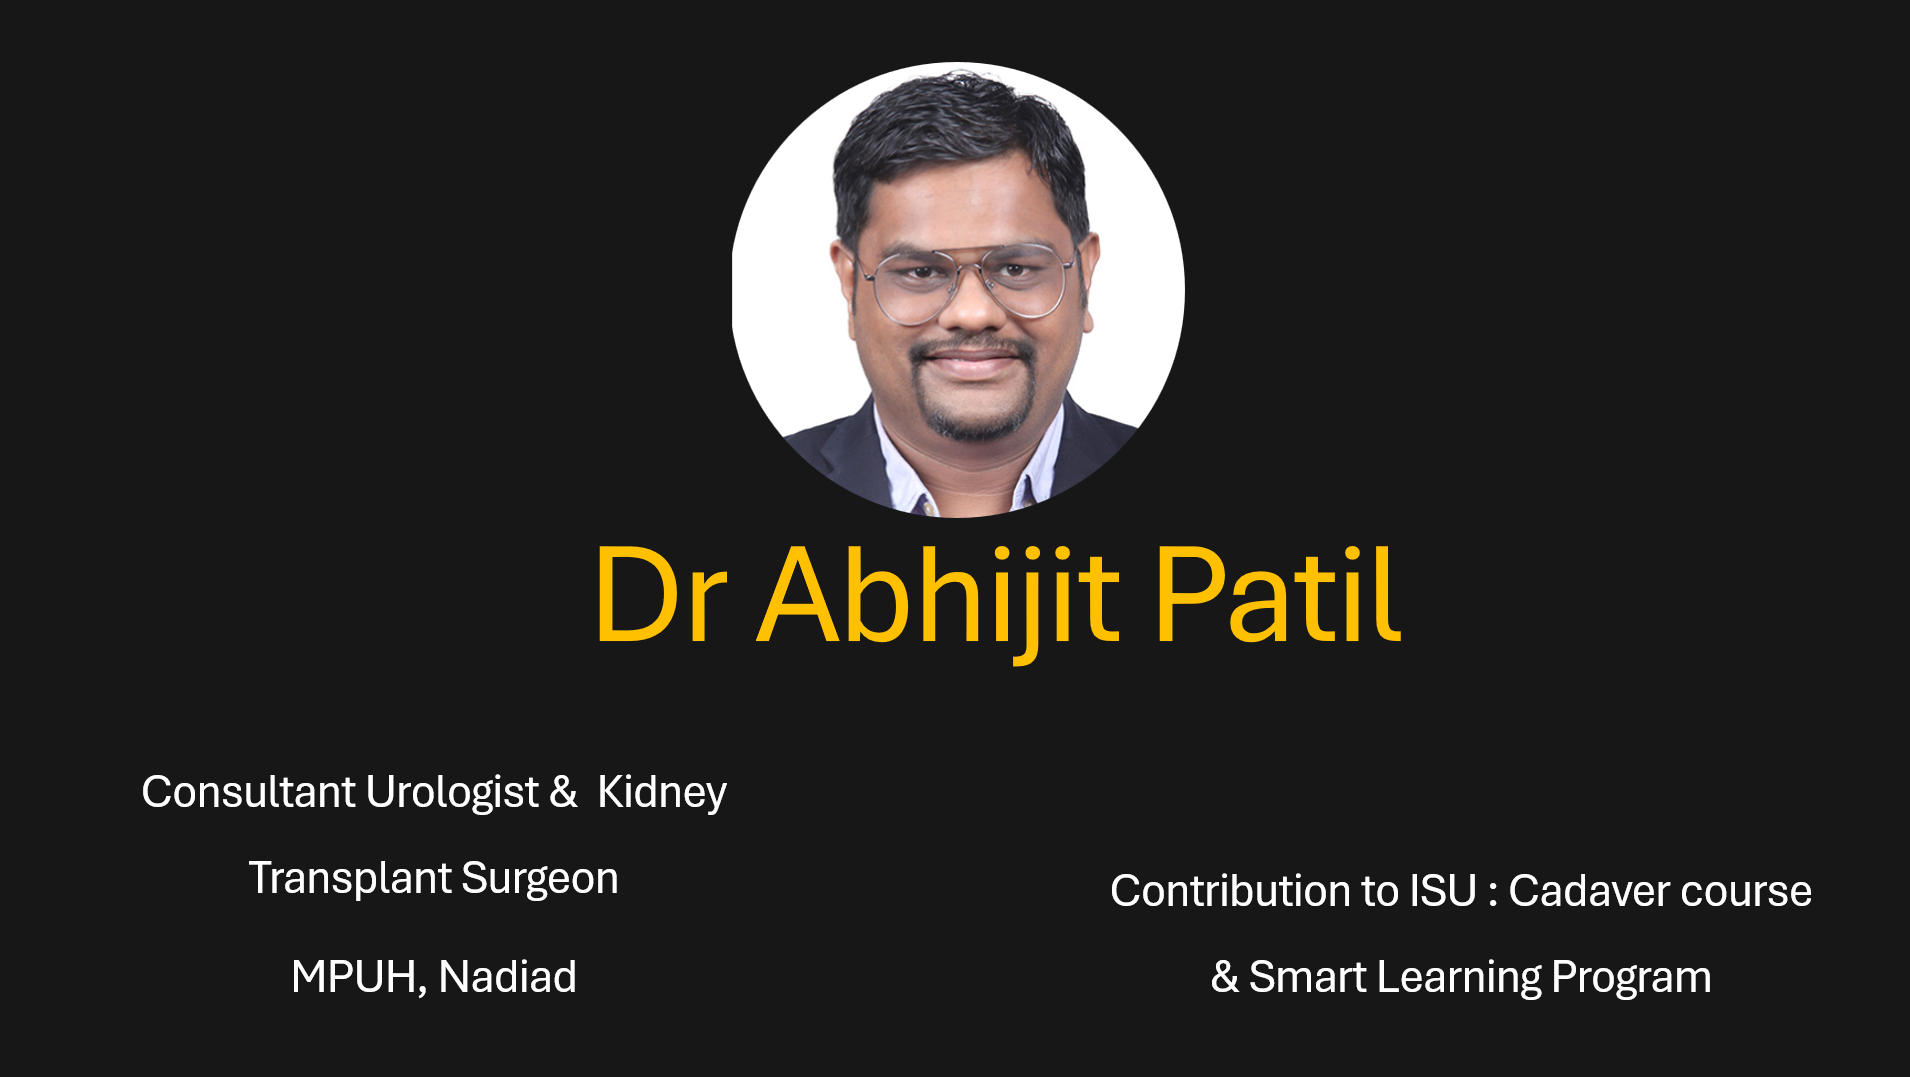 Dr Abhijit Patil
Consultant Urologist & Kidney
Transplant Surgeon
MPUH, Nadiad
Contribution to ISU : Cadaver course
& Smart Learning Program